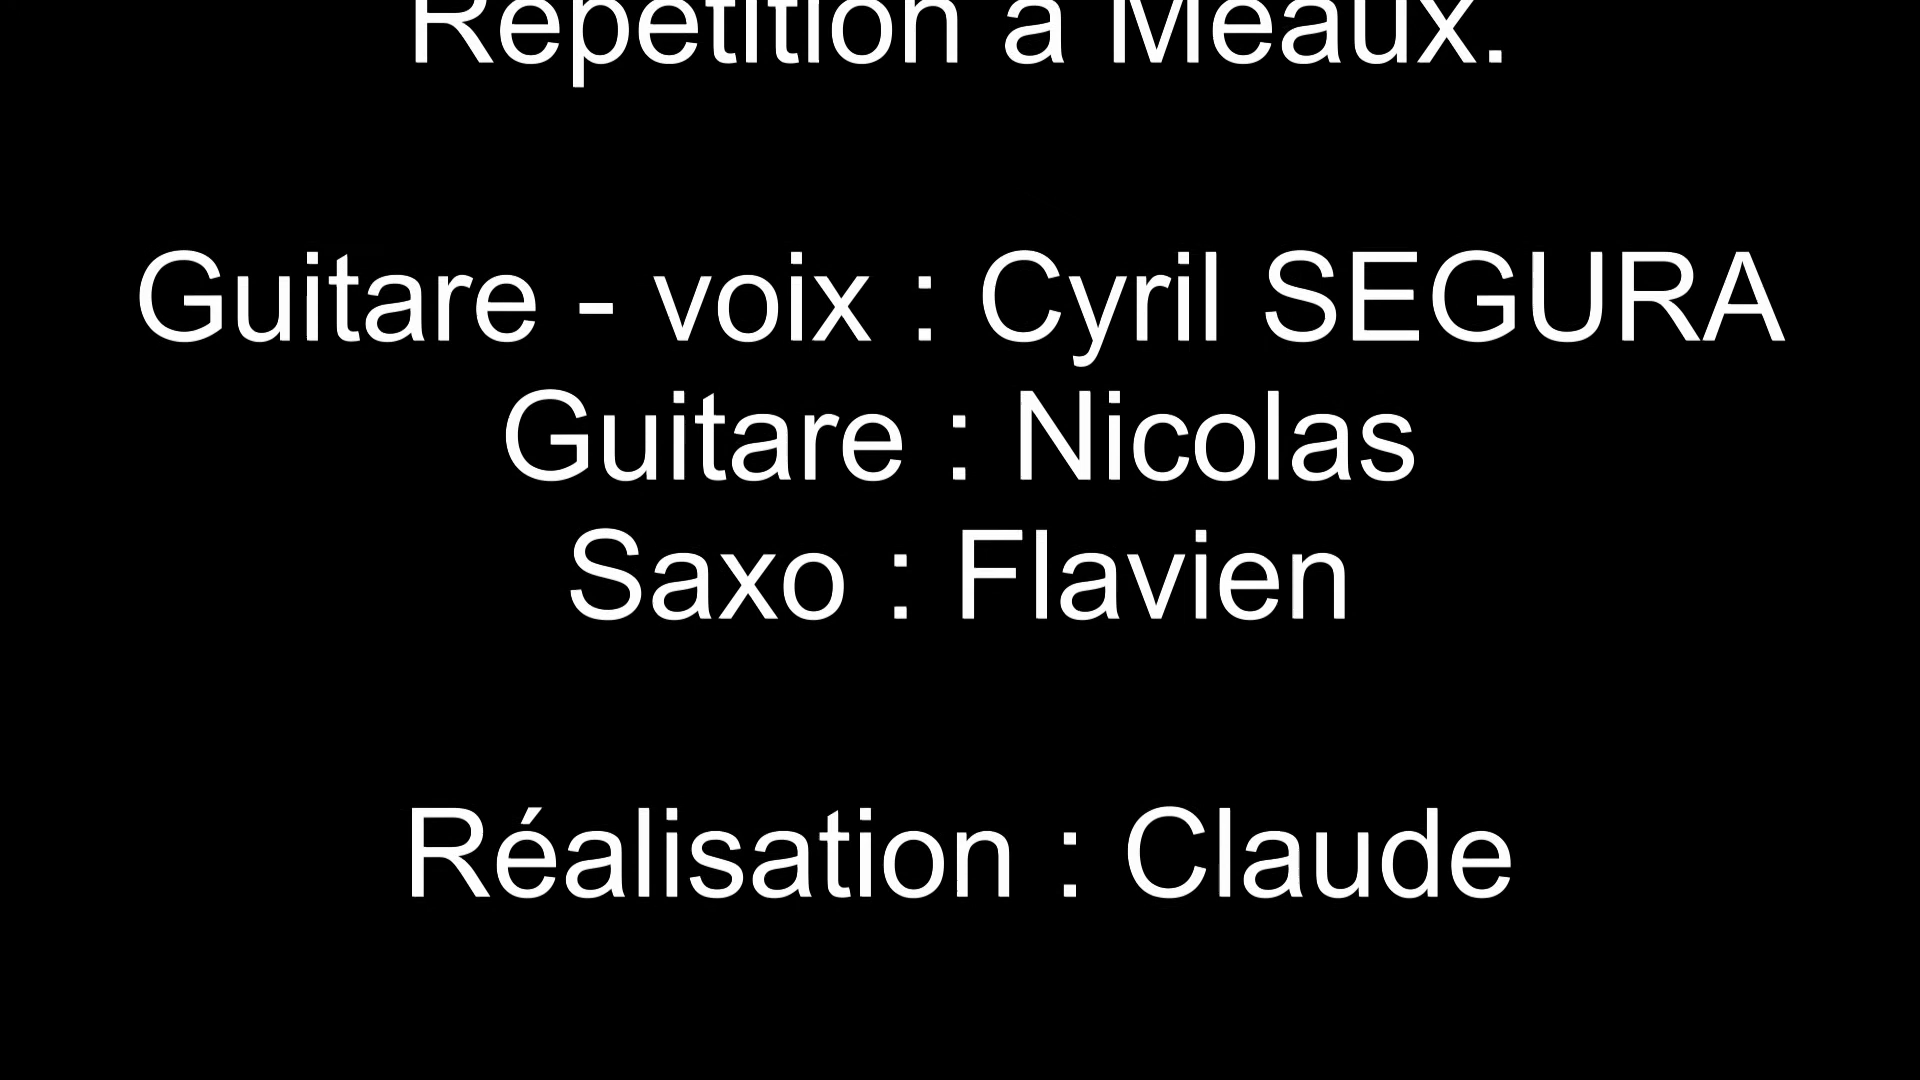 Répétition à Meaux.
Guitare - voix : Cyril SEGURA
Guitare : Nicolas
Saxo : Flavien
Réalisation : Claude